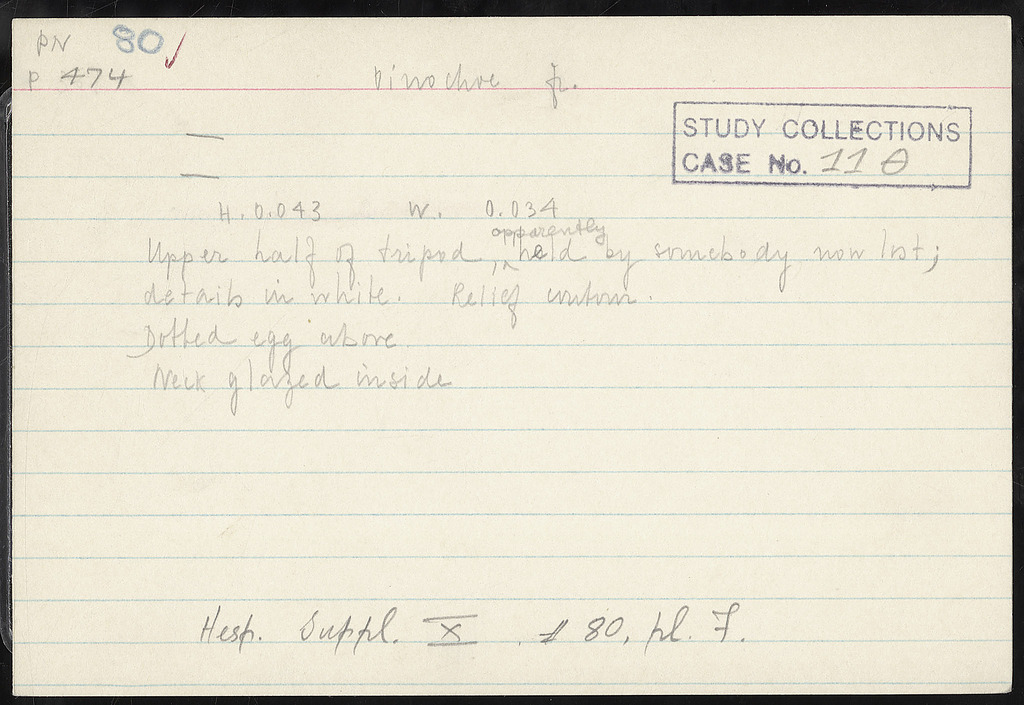 PN 80 ✓
P 474
Oinochoe fr.
STUDY COLLECTIONS
CASE No. 11 θ
—
—
H. 0.043 W. 0.034
Upper half of tripod, apparently held by somebody now lost;
details in white. Relief contour.
Dotted egg above.
Neck glazed inside
Hesp. Suppl. X # 80, pl. 7.